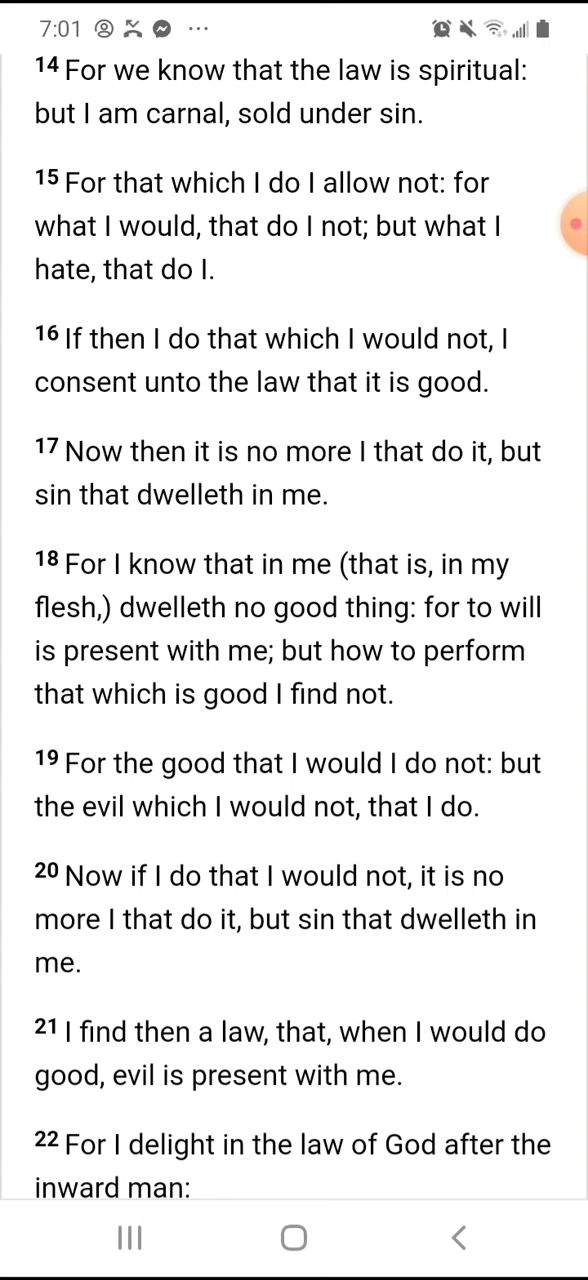 7:01
14 For we know that the law is spiritual:
but I am carnal, sold under sin.
15 For that which I do I allow not: for
what I would, that do I not; but what I
hate, that do I.
16 If then I do that which I would not, I
consent unto the law that it is good.
17 Now then it is no more I that do it, but
sin that dwelleth in me.
18 For I know that in me (that is, in my
flesh,) dwelleth no good thing: for to will
is present with me; but how to perform
that which is good I find not.
19 For the good that I would I do not: but
the evil which I would not, that I do.
20 Now if I do that I would not, it is no
more I that do it, but sin that dwelleth in
me.
21 I find then a law, that, when I would do
good, evil is present with me.
22 For I delight in the law of God after the
inward man: